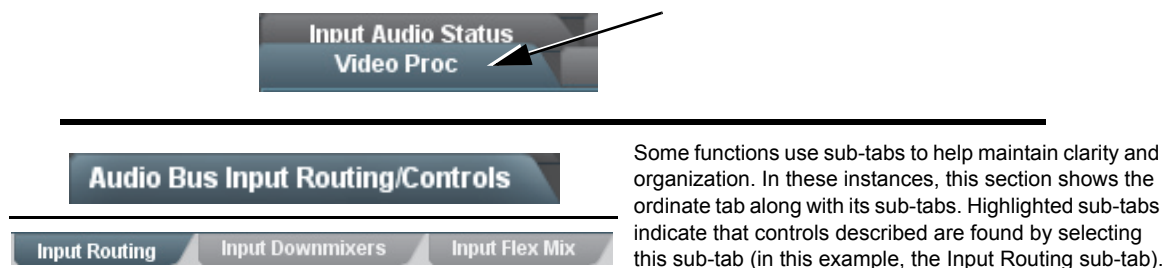 Input Audio Status
Video Proc
Audio Bus Input Routing/Controls
Input Routing
Input Downmixers
Input Flex Mix
Some functions use sub-tabs to help maintain clarity and
organization. In these instances, this section shows the
ordinate tab along with its sub-tabs. Highlighted sub-tabs
indicate that controls described are found by selecting
this sub-tab (in this example, the Input Routing sub-tab).